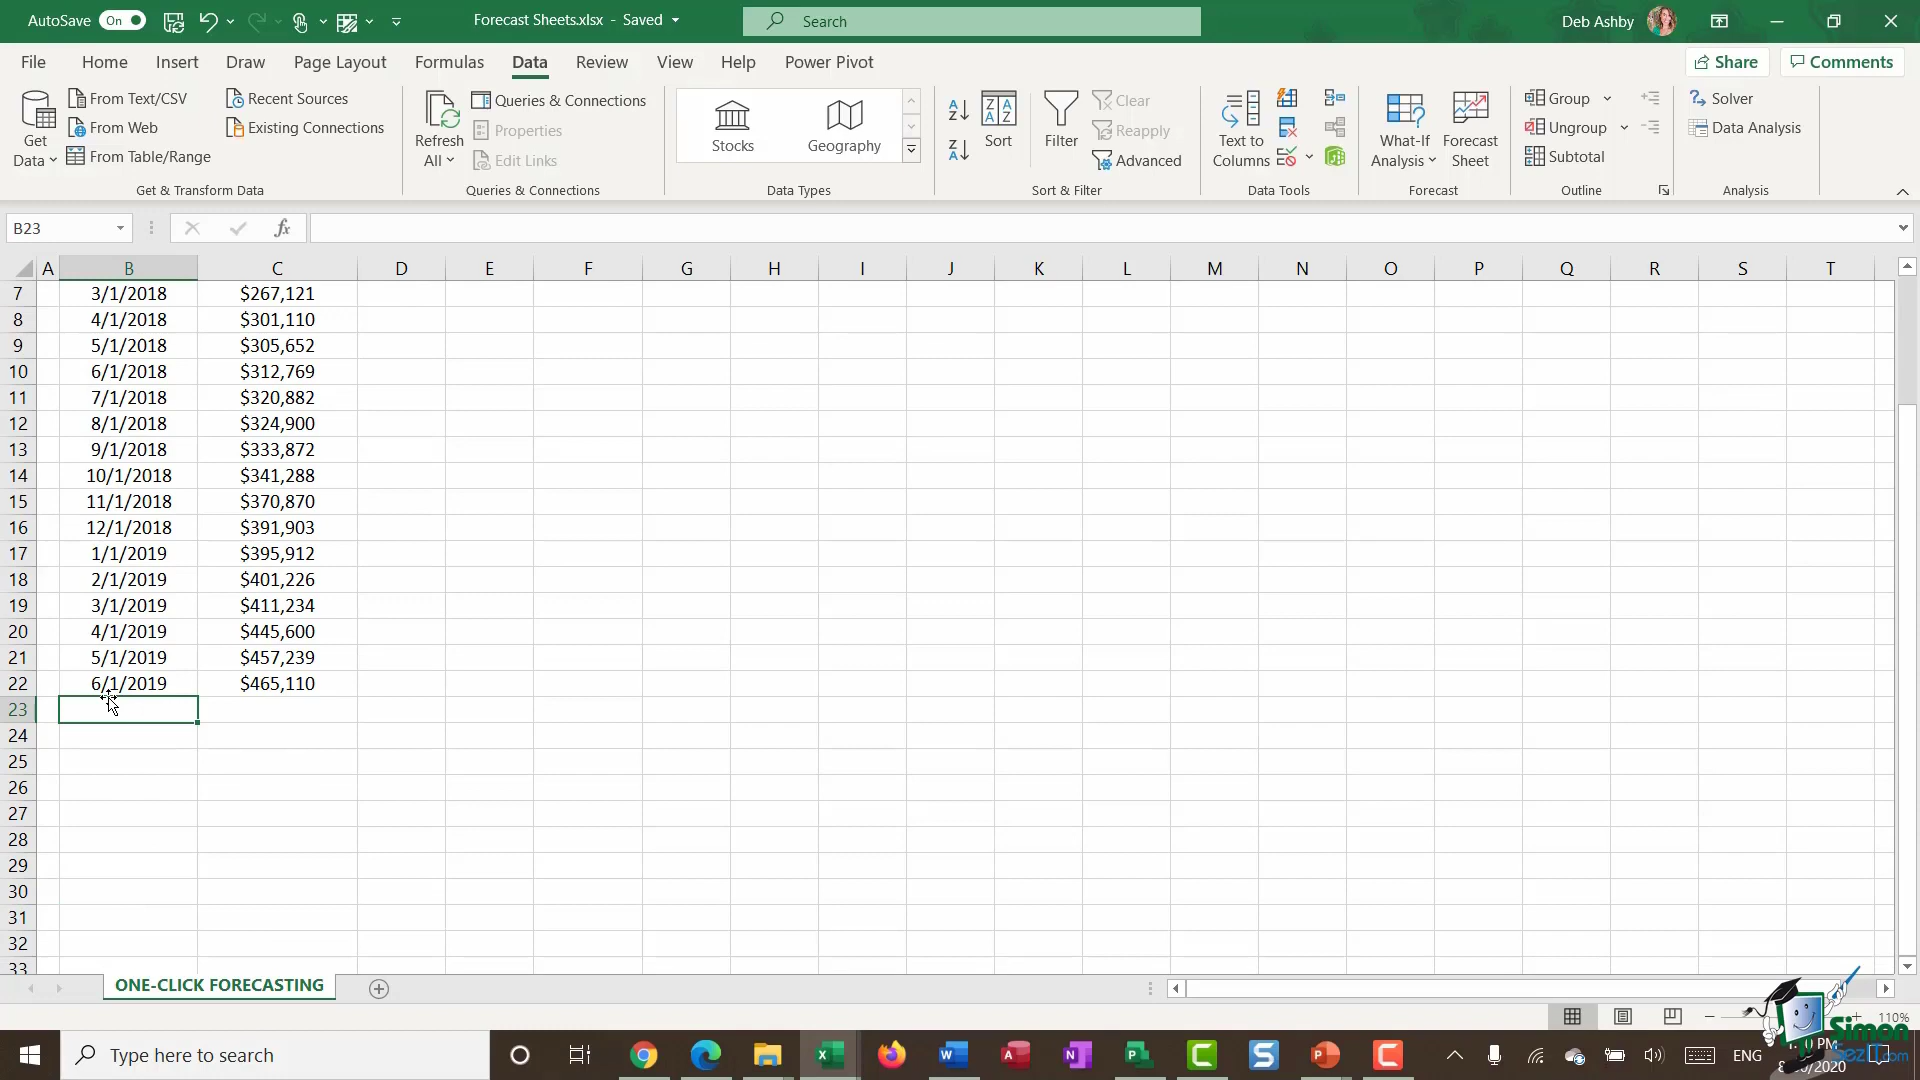 AutoSave On
Forecast Sheets.xlsx - Saved
Search
Deb Ashby
File Home Insert Draw Page Layout Formulas Data Review View Help Power Pivot
Share Comments
Get Data
From Text/CSV
From Web
From Table/Range
Recent Sources
Existing Connections
Get & Transform Data
Refresh All
Queries & Connections
Properties
Edit Links
Queries & Connections
Stocks
Geography
Data Types
Sort
Filter
Clear
Reapply
Advanced
Sort & Filter
Text to Columns
Data Tools
What-If Analysis
Forecast Sheet
Forecast
Group
Ungroup
Subtotal
Outline
Solver
Data Analysis
Analysis
B23
fx
A B C D E F G H I J K L M N O P Q R S T
7 3/1/2018 $267,121
8 4/1/2018 $301,110
9 5/1/2018 $305,652
10 6/1/2018 $312,769
11 7/1/2018 $320,882
12 8/1/2018 $324,900
13 9/1/2018 $333,872
14 10/1/2018 $341,288
15 11/1/2018 $370,870
16 12/1/2018 $391,903
17 1/1/2019 $395,912
18 2/1/2019 $401,226
19 3/1/2019 $411,234
20 4/1/2019 $445,600
21 5/1/2019 $457,239
22 6/1/2019 $465,110
23
24
25
26
27
28
29
30
31
32
33
ONE-CLICK FORECASTING
110%
Type here to search
ENG
Simon
SezIT.com